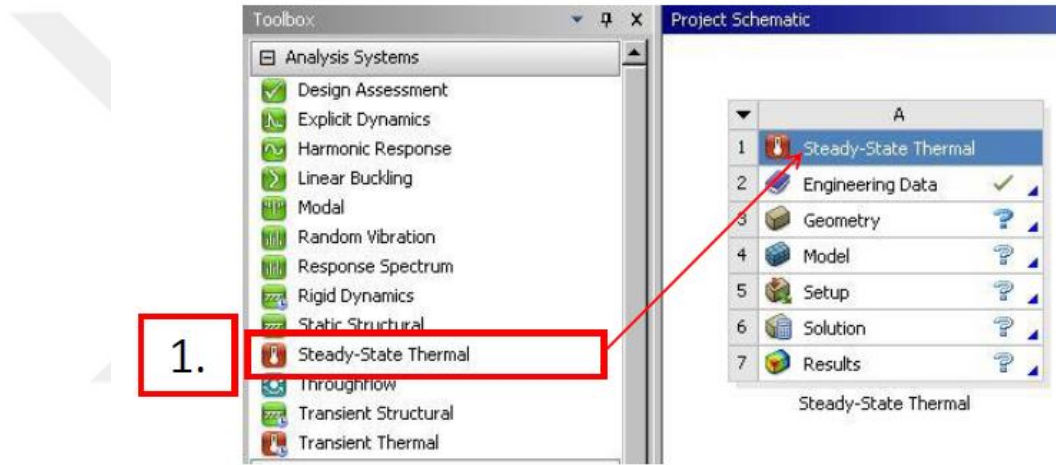 Toolbox
Analysis Systems
Design Assessment
Explicit Dynamics
Harmonic Response
Linear Buckling
Modal
Random Vibration
Response Spectrum
Rigid Dynamics
Static Structural
Steady-State Thermal
Throughflow
Transient Structural
Transient Thermal
1.
Project Schematic
A
1 Steady-State Thermal
2 Engineering Data
3 Geometry
4 Model
5 Setup
6 Solution
7 Results
Steady-State Thermal